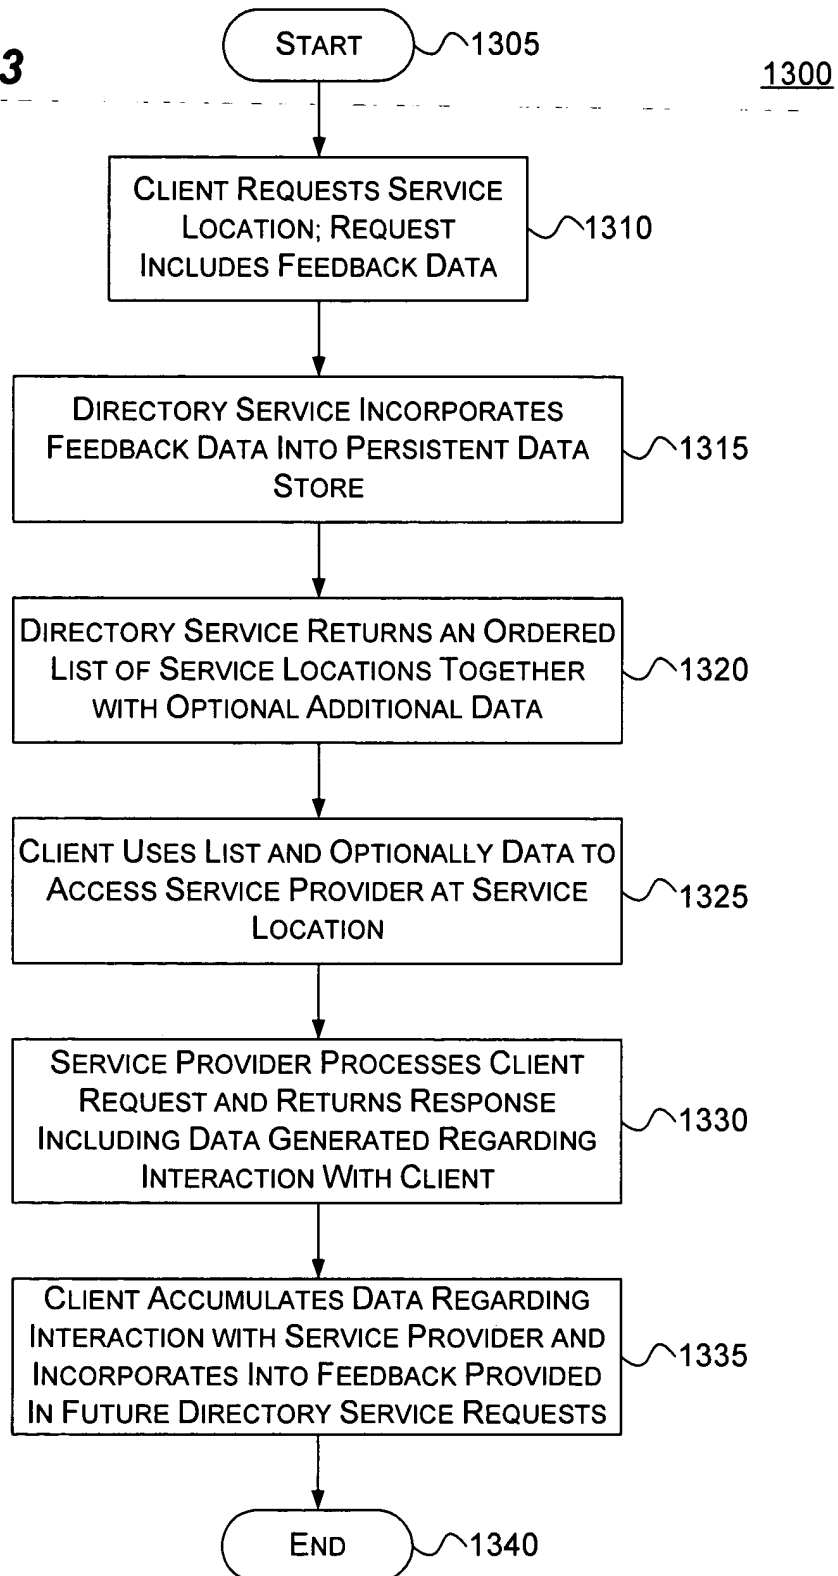 START 1305
3 1300
CLIENT REQUESTS SERVICE
LOCATION; REQUEST
INCLUDES FEEDBACK DATA
1310
DIRECTORY SERVICE INCORPORATES
FEEDBACK DATA INTO PERSISTENT DATA
STORE
1315
DIRECTORY SERVICE RETURNS AN ORDERED
LIST OF SERVICE LOCATIONS TOGETHER
WITH OPTIONAL ADDITIONAL DATA
1320
CLIENT USES LIST AND OPTIONALLY DATA TO
ACCESS SERVICE PROVIDER AT SERVICE
LOCATION
1325
SERVICE PROVIDER PROCESSES CLIENT
REQUEST AND RETURNS RESPONSE
INCLUDING DATA GENERATED REGARDING
INTERACTION WITH CLIENT
1330
CLIENT ACCUMULATES DATA REGARDING
INTERACTION WITH SERVICE PROVIDER AND
INCORPORATES INTO FEEDBACK PROVIDED
IN FUTURE DIRECTORY SERVICE REQUESTS
1335
END 1340